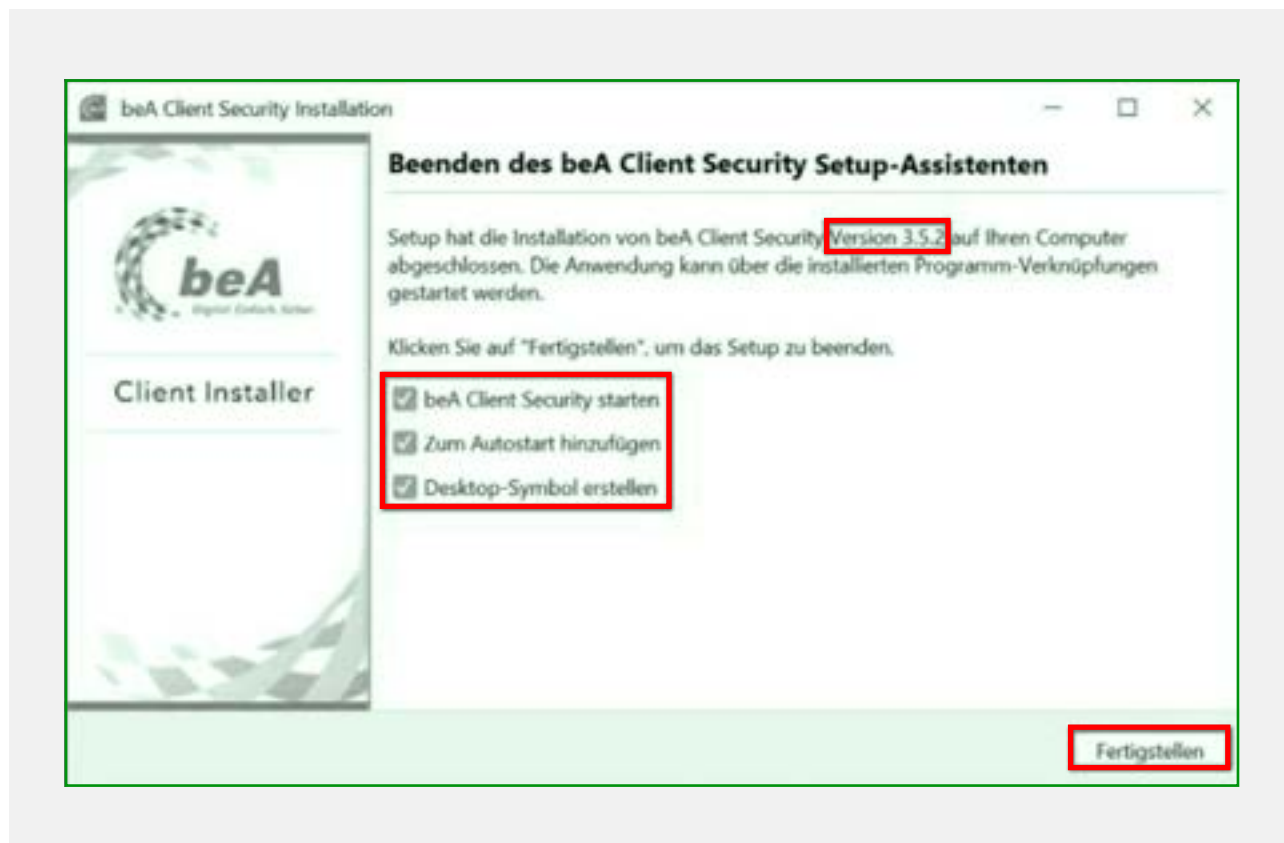 beA Client Security Installation
Beenden des beA Client Security Setup-Assistenten
Setup hat die Installation von beA Client Security Version 3.5.2 auf Ihren Computer
abgeschlossen. Die Anwendung kann über die installierten Programm-Verknüpfungen
gestartet werden.
Klicken Sie auf "Fertigstellen", um das Setup zu beenden.
beA
Digital. Einfach. Sicher.
Client Installer
beA Client Security starten
Zum Autostart hinzufügen
Desktop-Symbol erstellen
Fertigstellen